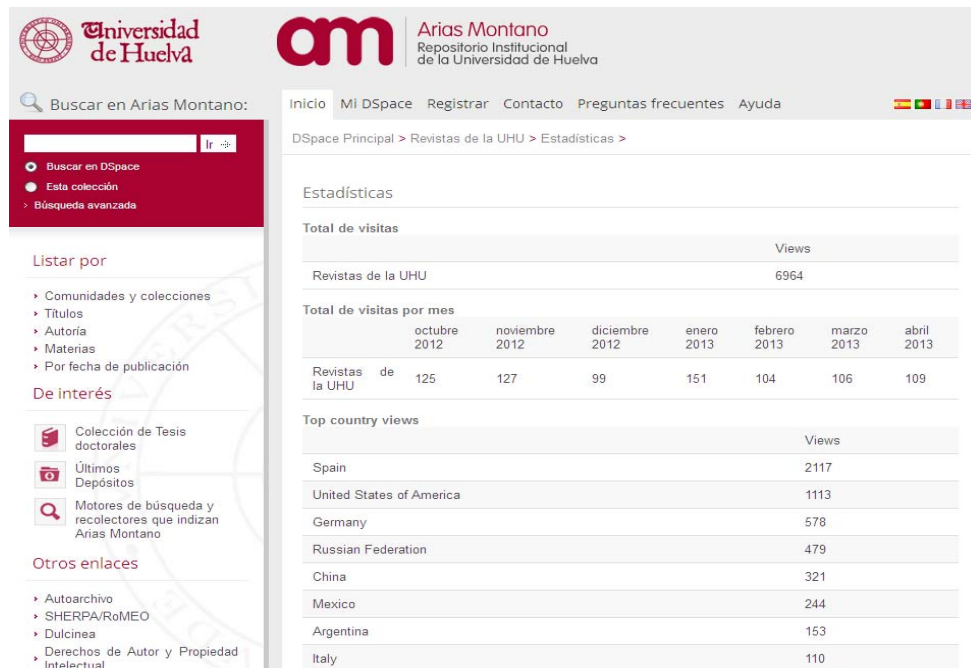 Universidad
de Huelva
am
Arias Montano
Repositorio Institucional
de la Universidad de Huelva
Buscar en Arias Montano:
Inicio Mi DSpace Registrar Contacto Preguntas frecuentes Ayuda
Ir
Buscar en DSpace
Esta colección
› Búsqueda avanzada
DSpace Principal > Revistas de la UHU > Estadísticas >
Listar por
Comunidades y colecciones
Títulos
Autoría
Materias
Por fecha de publicación
De interés
Colección de Tesis
doctorales
Últimos
Depósitos
Motores de búsqueda y
recolectores que indizan
Arias Montano
Otros enlaces
Autoarchivo
SHERPA/RoMEO
Dulcinea
Derechos de Autor y Propiedad
Intelectual
Estadísticas
Total de visitas
Views
Revistas de la UHU 6964
Total de visitas por mes
octubre noviembre diciembre enero febrero marzo abril
2012 2012 2012 2013 2013 2013 2013
Revistas de
la UHU 125 127 99 151 104 106 109
Top country views
Views
Spain 2117
United States of America 1113
Germany 578
Russian Federation 479
China 321
Mexico 244
Argentina 153
Italy 110